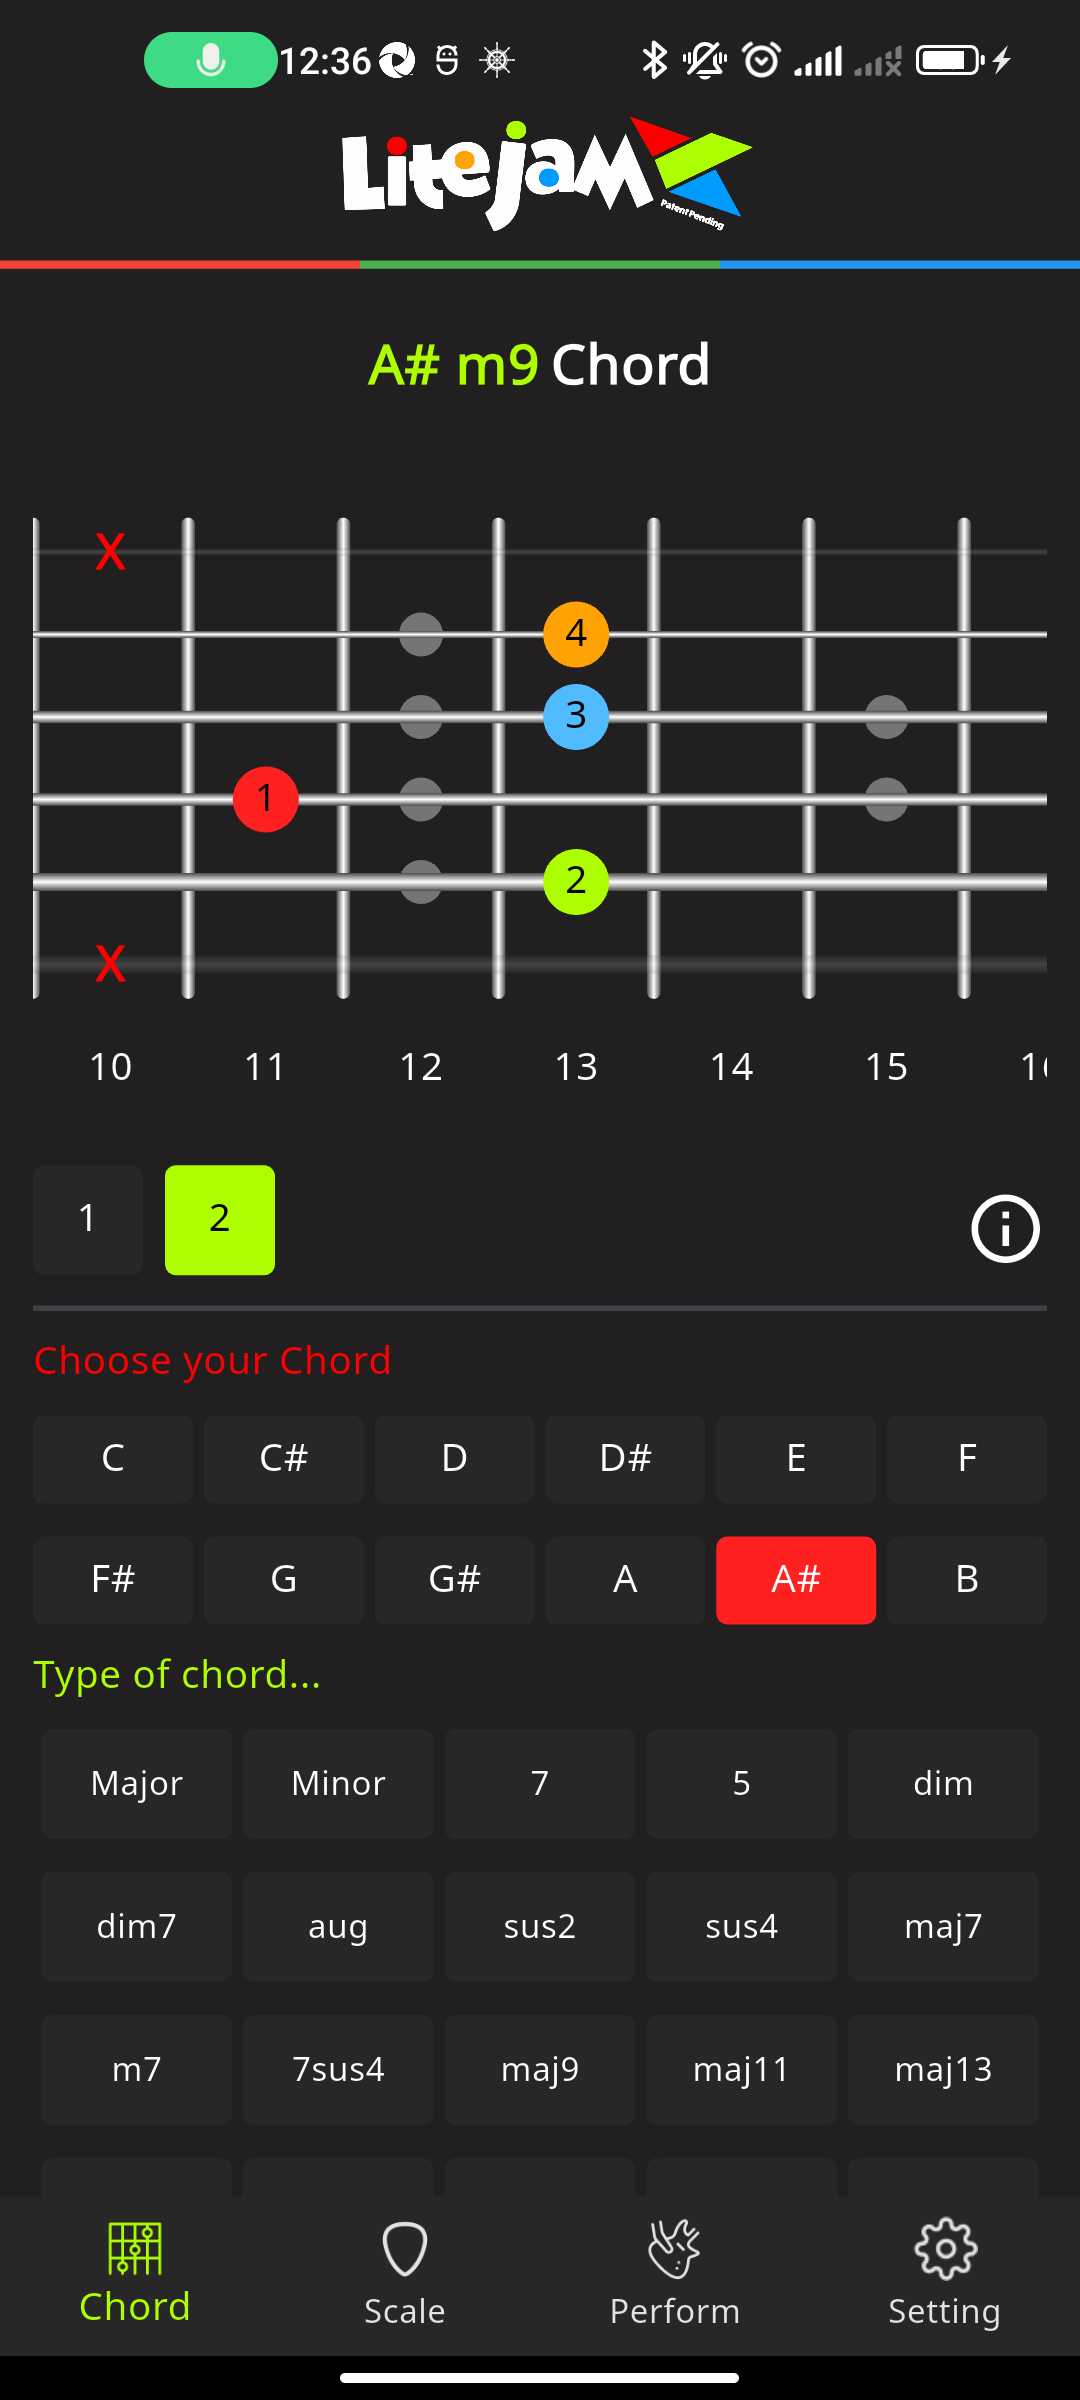 12:36
LiteJam
Patent Pending
A# m9 Chord
X
4
3
1
2
X
10 11 12 13 14 15
1 2
Choose your Chord
C C# D D# E F
F# G G# A A# B
Type of chord...
Major Minor 7 5 dim
dim7 aug sus2 sus4 maj7
m7 7sus4 maj9 maj11 maj13
Chord Scale Perform Setting